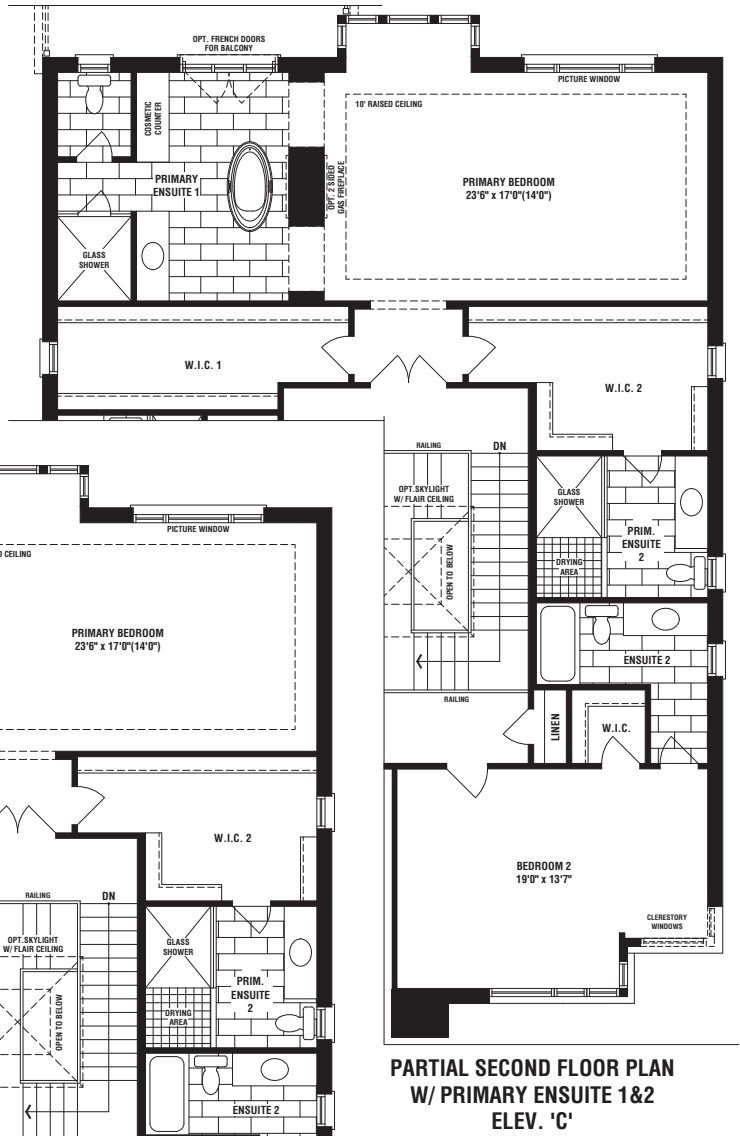 OPT. FRENCH DOORS
FOR BALCONY
PICTURE WINDOW
COSMETIC
COUNTER
10' RAISED CEILING
PRIMARY
ENSUITE 1
OPT. 2 SIDED
GAS FIREPLACE
PRIMARY BEDROOM
23'6" x 17'0"(14'0")
GLASS
SHOWER
W.I.C. 1
W.I.C. 2
RAILING
DN
OPT.SKYLIGHT
W/ FLAIR CEILING
GLASS
SHOWER
OPEN TO BELOW
PRIM.
ENSUITE
2
DRYING
AREA
ENSUITE 2
RAILING
LINEN
W.I.C.
BEDROOM 2
19'0" x 13'7"
CLERESTORY
WINDOWS
PICTURE WINDOW
CEILING
PRIMARY BEDROOM
23'6" x 17'0"(14'0")
W.I.C. 2
RAILING
DN
OPT.SKYLIGHT
W/ FLAIR CEILING
GLASS
SHOWER
OPEN TO BELOW
PRIM.
ENSUITE
2
DRYING
AREA
ENSUITE 2
PARTIAL SECOND FLOOR PLAN
W/ PRIMARY ENSUITE 1&2
ELEV. 'C'